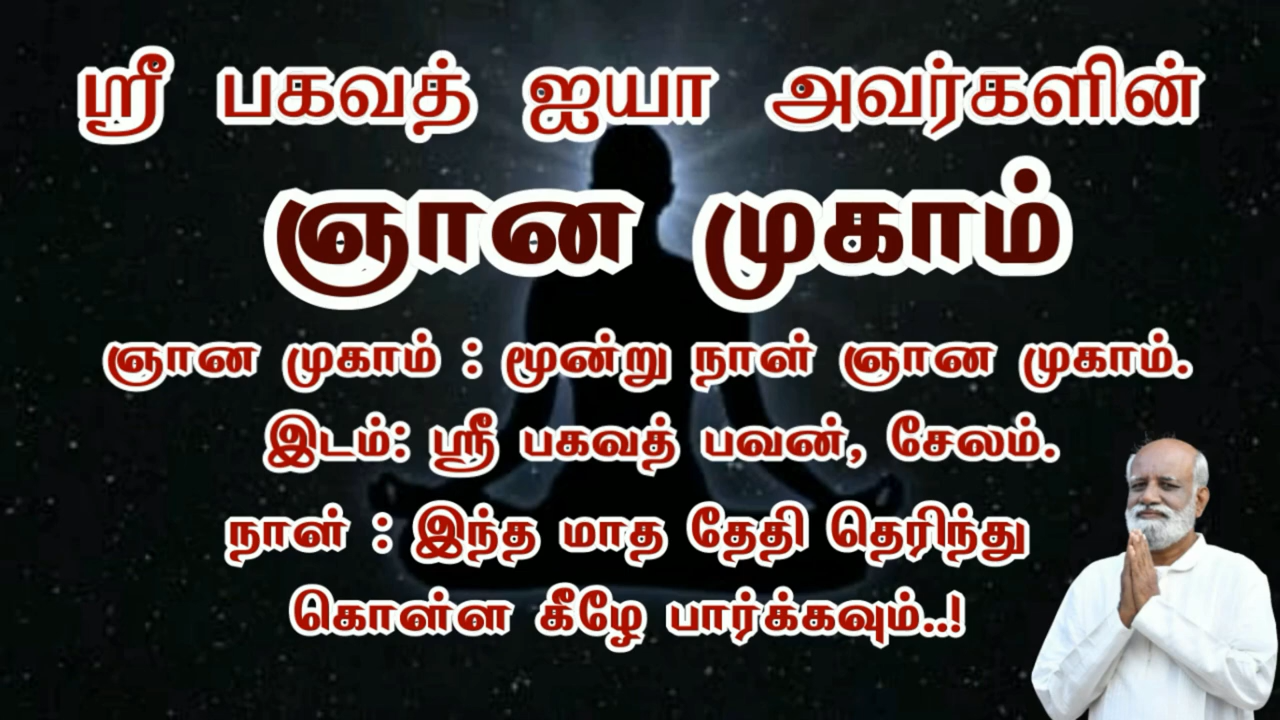 ஸ்ரீ பகவத் ஐயா அவர்களின்
ஞான முகாம்
ஞான முகாம் : மூன்று நாள் ஞான முகாம்.
இடம்: ஸ்ரீ பகவத் பவன், சேலம்.
நாள் : இந்த மாத தேதி தெரிந்து
கொள்ள கீழே பார்க்கவும்..!